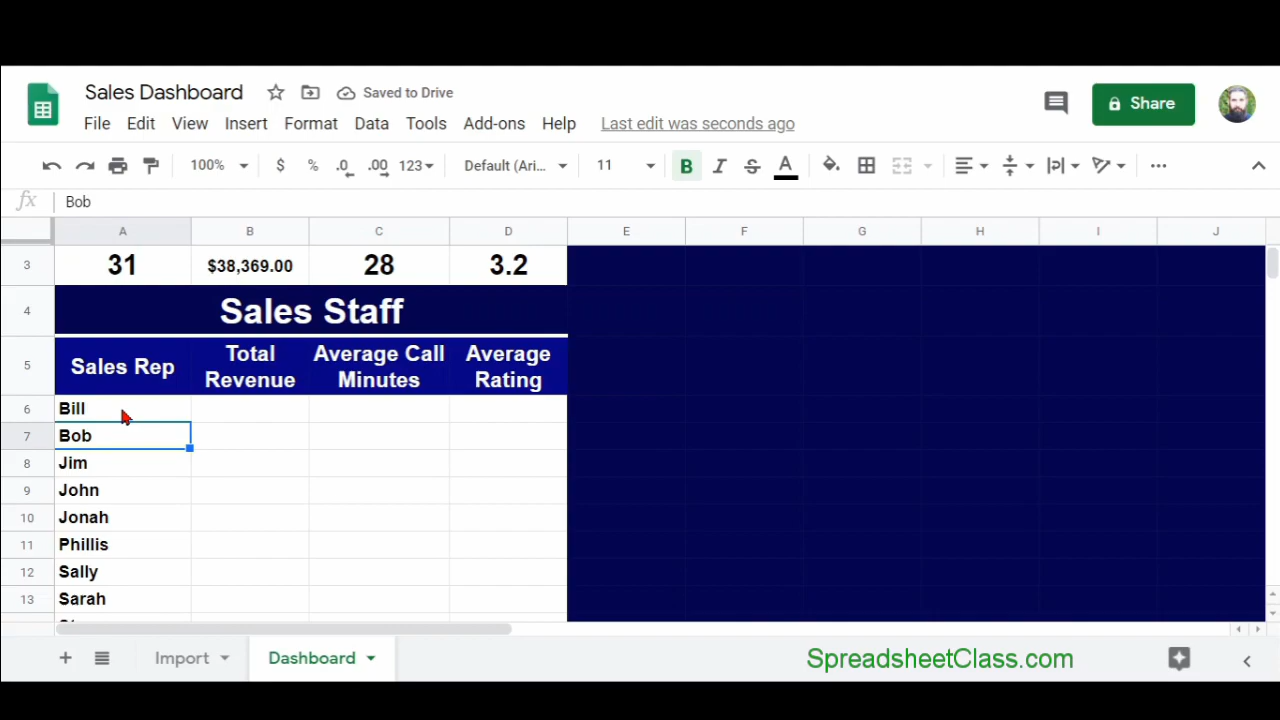 Sales Dashboard Saved to Drive
Share
File Edit View Insert Format Data Tools Add-ons Help Last edit was seconds ago
100% $ % .0 .00 123 Default (Ari... 11 B I S A
fx Bob
A B C D E F G H I J
3 31 $38,369.00 28 3.2
4 Sales Staff
5 Sales Rep Total Revenue Average Call Minutes Average Rating
6 Bill
7 Bob
8 Jim
9 John
10 Jonah
11 Phillis
12 Sally
13 Sarah
+ Import Dashboard SpreadsheetClass.com